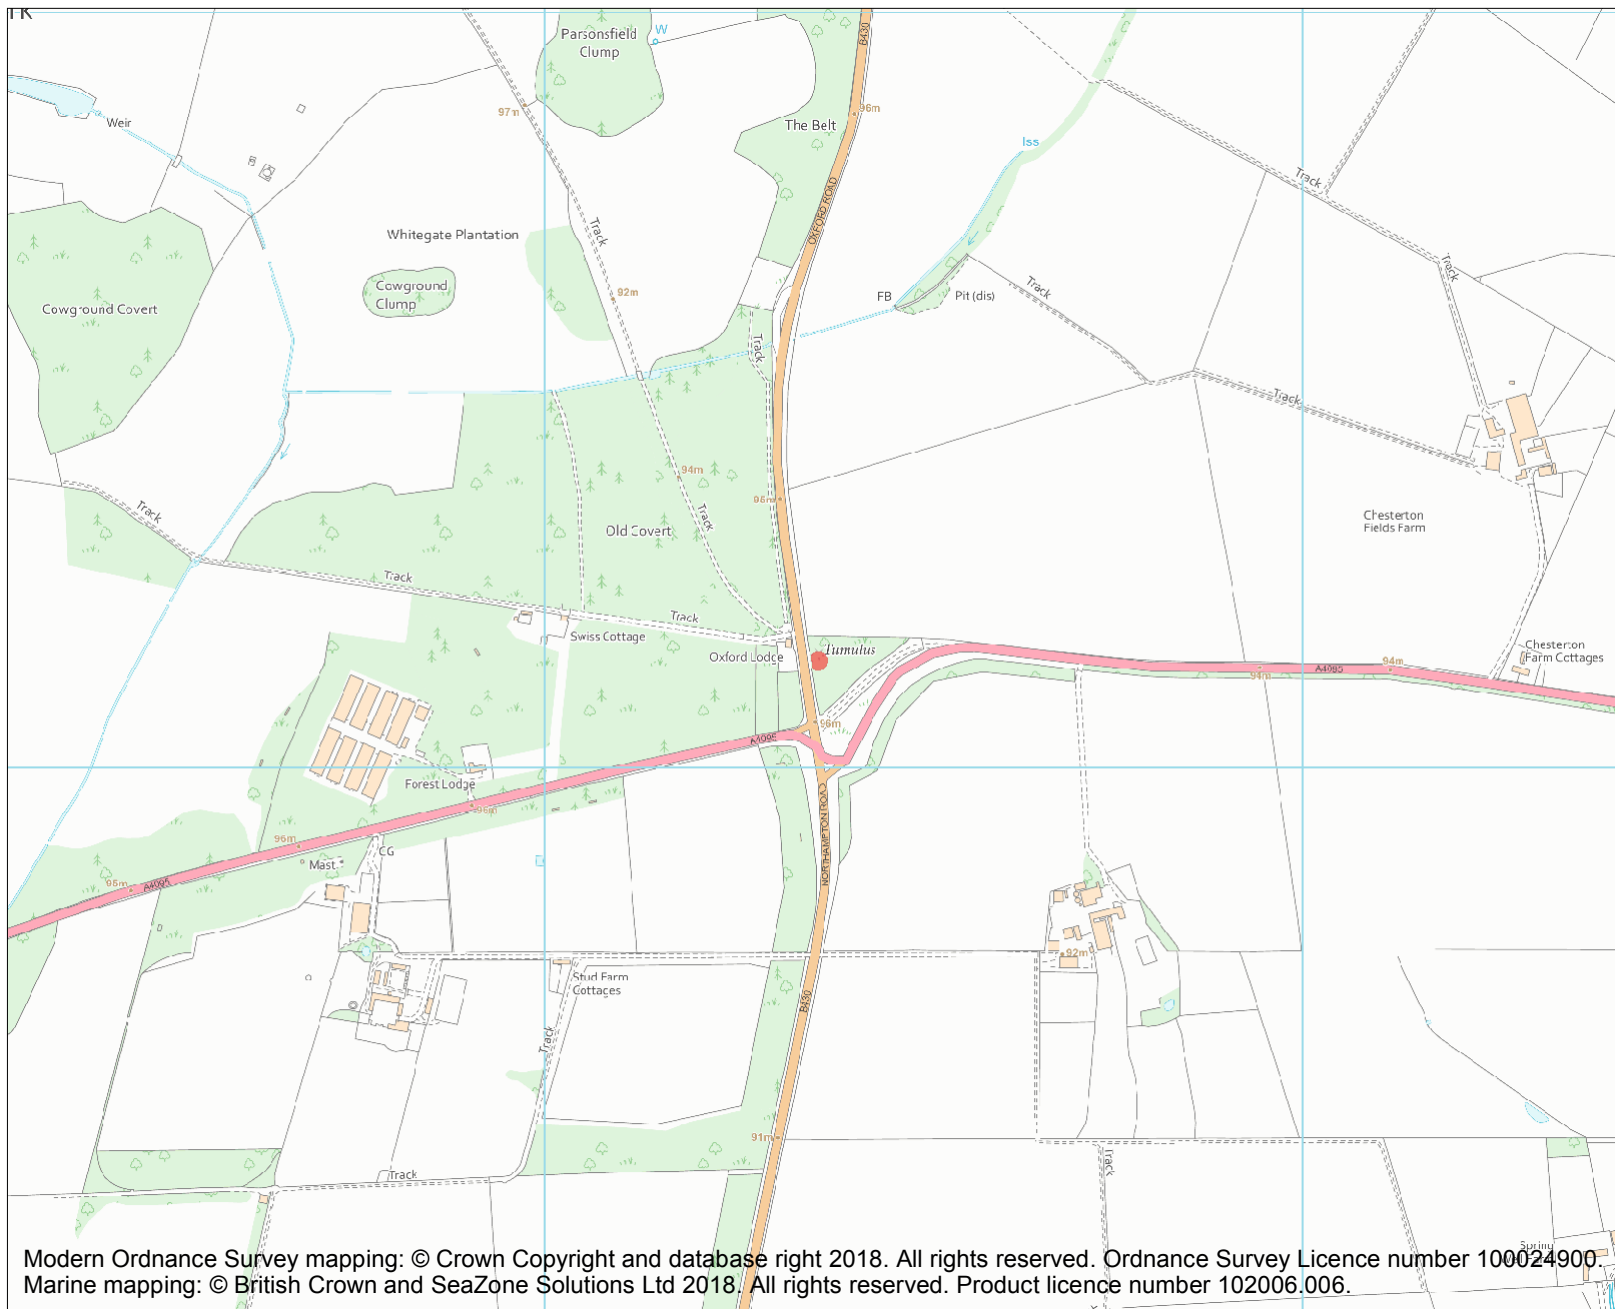 Parsonsfield
Clump
W
B430
97m
96m
Weir
The Belt
Iss
Track
OXFORD ROAD
Whitegate Plantation
Track
Track
Cowground
Clump
92m
FB
Pit (dis)
Track
Cowground Covert
Track
Track
94m
Track
Track
Old Covert
Chesterton
Fields Farm
Track
Track
Swiss Cottage
Oxford Lodge
Tumulus
Chesterton
Farm Cottages
A4095
94m
94m
96m
A4095
Forest Lodge
96m
NORTHAMPTON ROAD
96m
CG
Mast
A4095
92m
Stud Farm
Cottages
B430
Track
91m
Track
Track
Spring
Modern Ordnance Survey mapping: © Crown Copyright and database right 2018. All rights reserved. Ordnance Survey Licence number 100024900.
Marine mapping: © British Crown and SeaZone Solutions Ltd 2018. All rights reserved. Product licence number 102006.006.